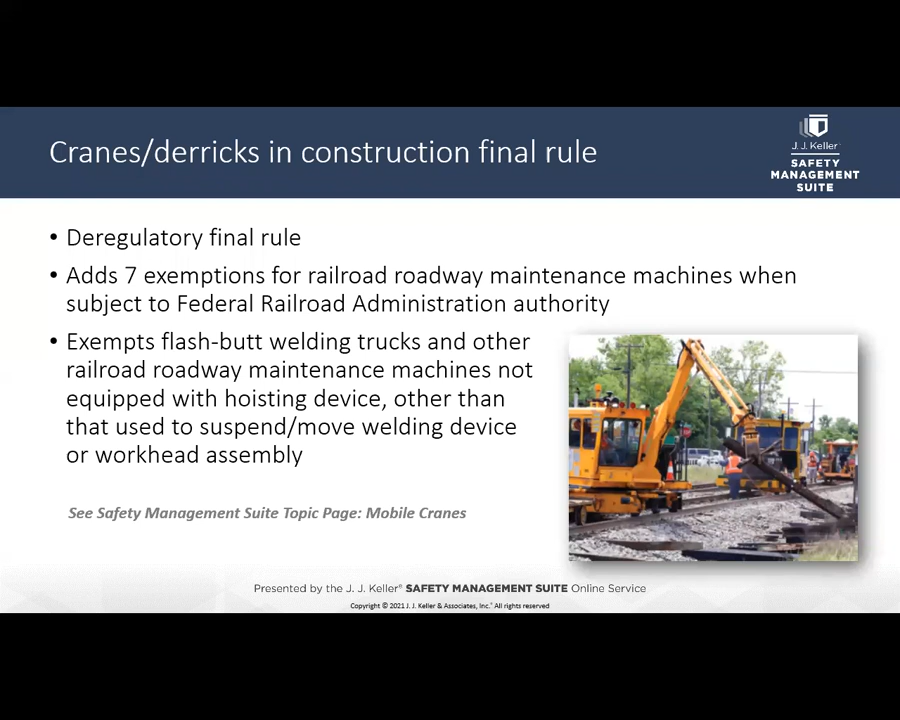 Cranes/derricks in construction final rule
J. J. Keller
SAFETY
MANAGEMENT
SUITE
• Deregulatory final rule
• Adds 7 exemptions for railroad roadway maintenance machines when
subject to Federal Railroad Administration authority
• Exempts flash-butt welding trucks and other
railroad roadway maintenance machines not
equipped with hoisting device, other than
that used to suspend/move welding device
or workhead assembly
See Safety Management Suite Topic Page: Mobile Cranes
Presented by the J. J. Keller® SAFETY MANAGEMENT SUITE Online Service
Copyright © 2021 J. J. Keller & Associates, Inc.® All rights reserved